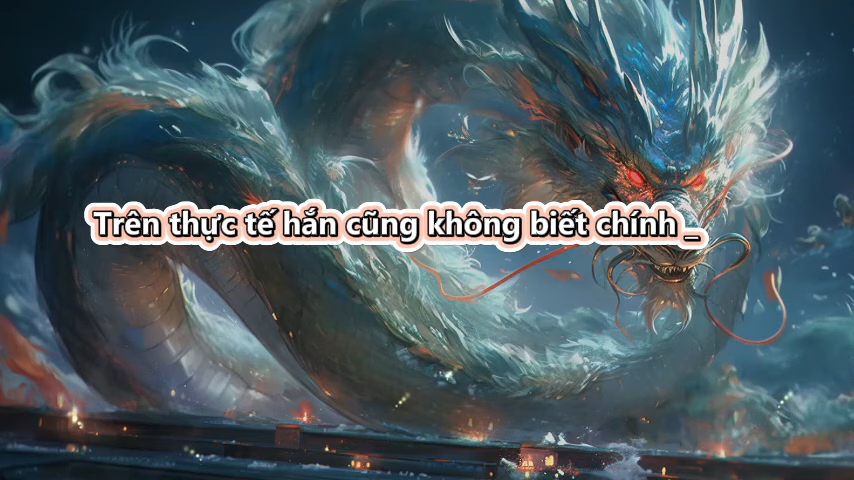 Trên thực tế hắn cũng không biết chính _